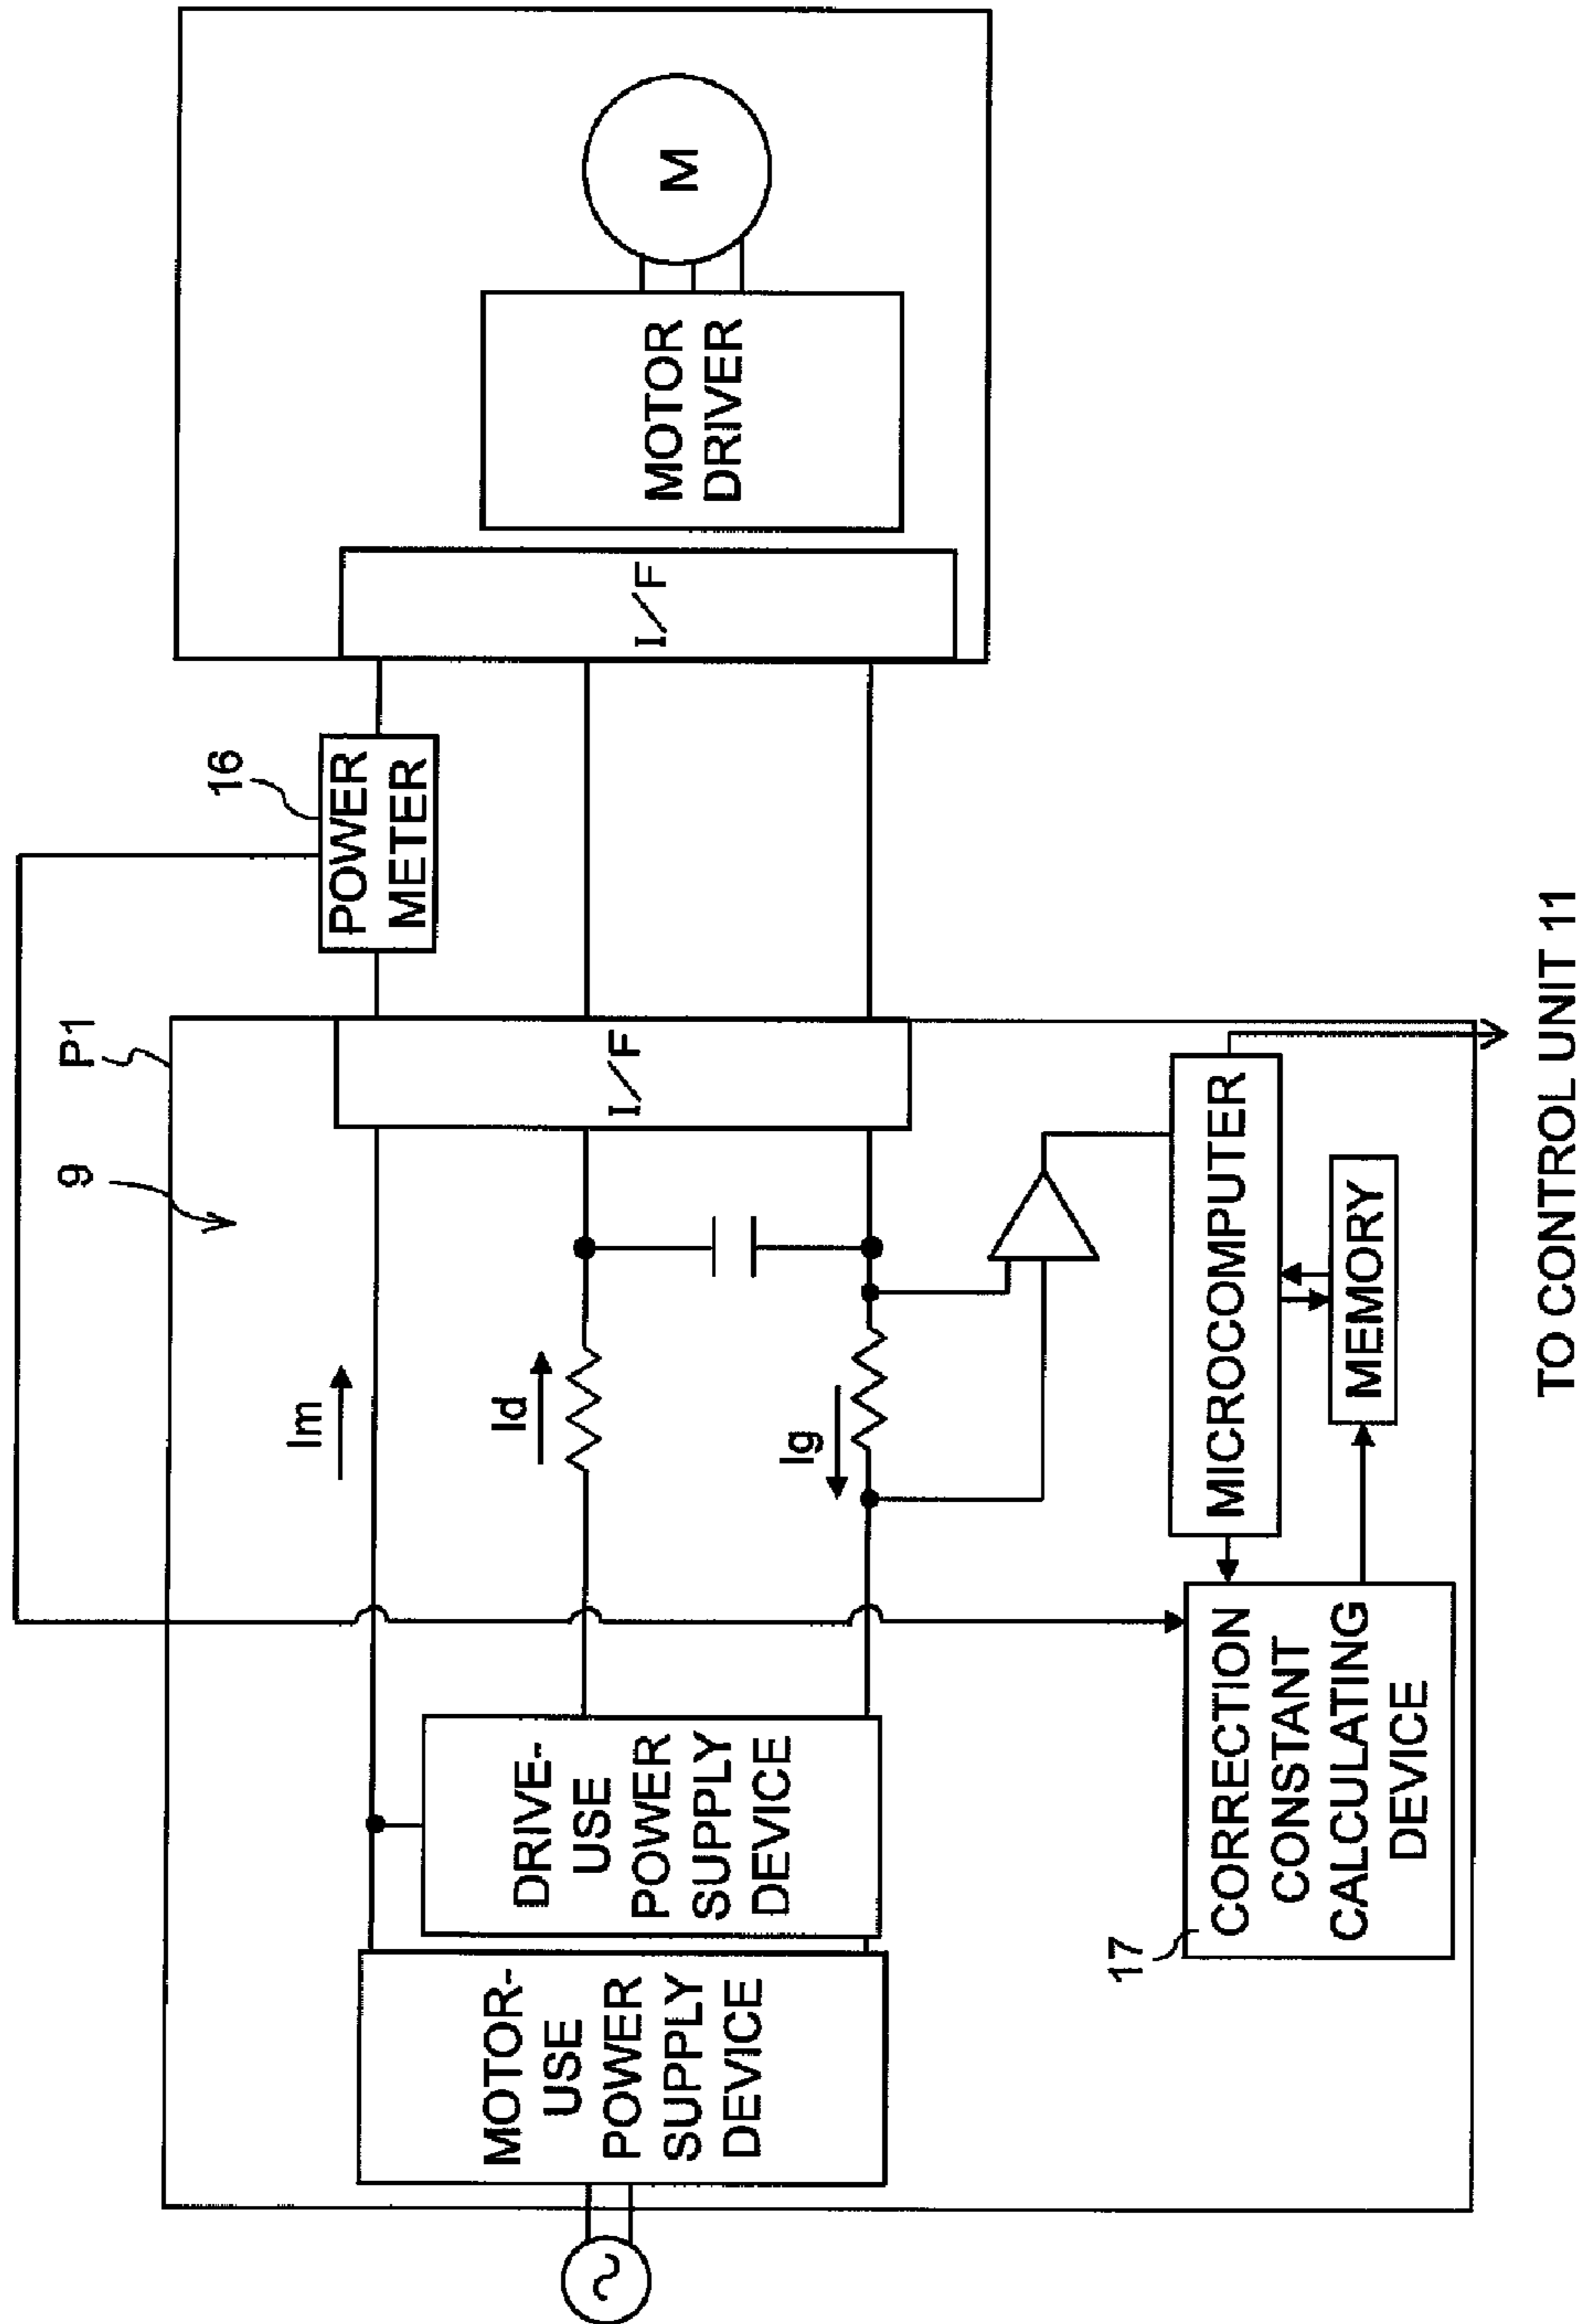 9
P1
16
Im
Id
Ig
MOTOR-
USE
POWER
SUPPLY
DEVICE
DRIVE-
USE
POWER
SUPPLY
DEVICE
I/F
POWER
METER
I/F
MOTOR
DRIVER
M
17
CORRECTION
CONSTANT
CALCULATING
DEVICE
MICROCOMPUTER
MEMORY
TO CONTROL UNIT 11